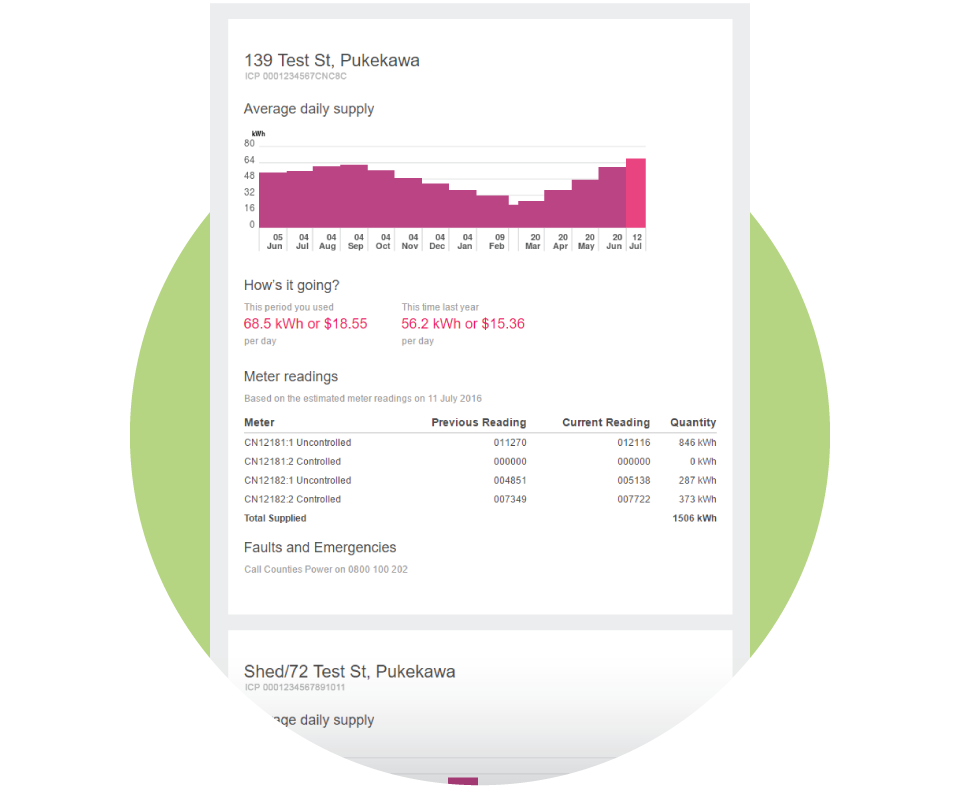 139 Test St, Pukekawa
ICP 0001234567CNC8C
Average daily supply
kWh
80
64
48
32
16
0
05 04 04 04 04 04 04 04 09 20 20 20 20 12
Jun Jul Aug Sep Oct Nov Dec Jan Feb Mar Apr May Jun Jul
How's it going?
This period you used This time last year
68.5 kWh or $18.55 56.2 kWh or $15.36
per day per day
Meter readings
Based on the estimated meter readings on 11 July 2016
Meter Previous Reading Current Reading Quantity
CN12181:1 Uncontrolled 011270 012116 846 kWh
CN12181:2 Controlled 000000 000000 0 kWh
CN12182:1 Uncontrolled 004851 005138 287 kWh
CN12182:2 Controlled 007349 007722 373 kWh
Total Supplied 1506 kWh
Faults and Emergencies
Call Counties Power on 0800 100 202
Shed/72 Test St, Pukekawa
ICP 0001234567891011
daily supply